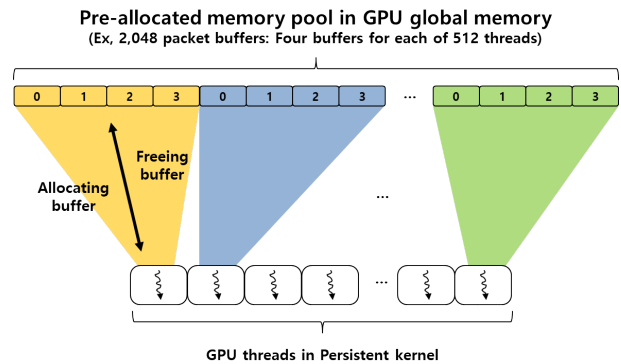 Pre-allocated memory pool in GPU global memory
(Ex, 2,048 packet buffers: Four buffers for each of 512 threads)
0 1 2 3 0 1 2 3 ... 0 1 2 3
Freeing
buffer
Allocating
buffer
...
...
GPU threads in Persistent kernel